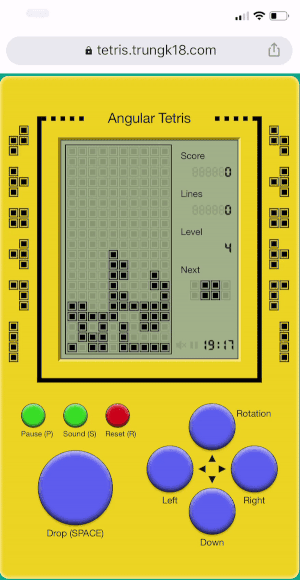 tetris.trungk18.com
Angular Tetris
Score
0
Lines
0
Level
4
Next
19:17
Pause (P)
Sound (S)
Reset (R)
Rotation
Left
Right
Down
Drop (SPACE)